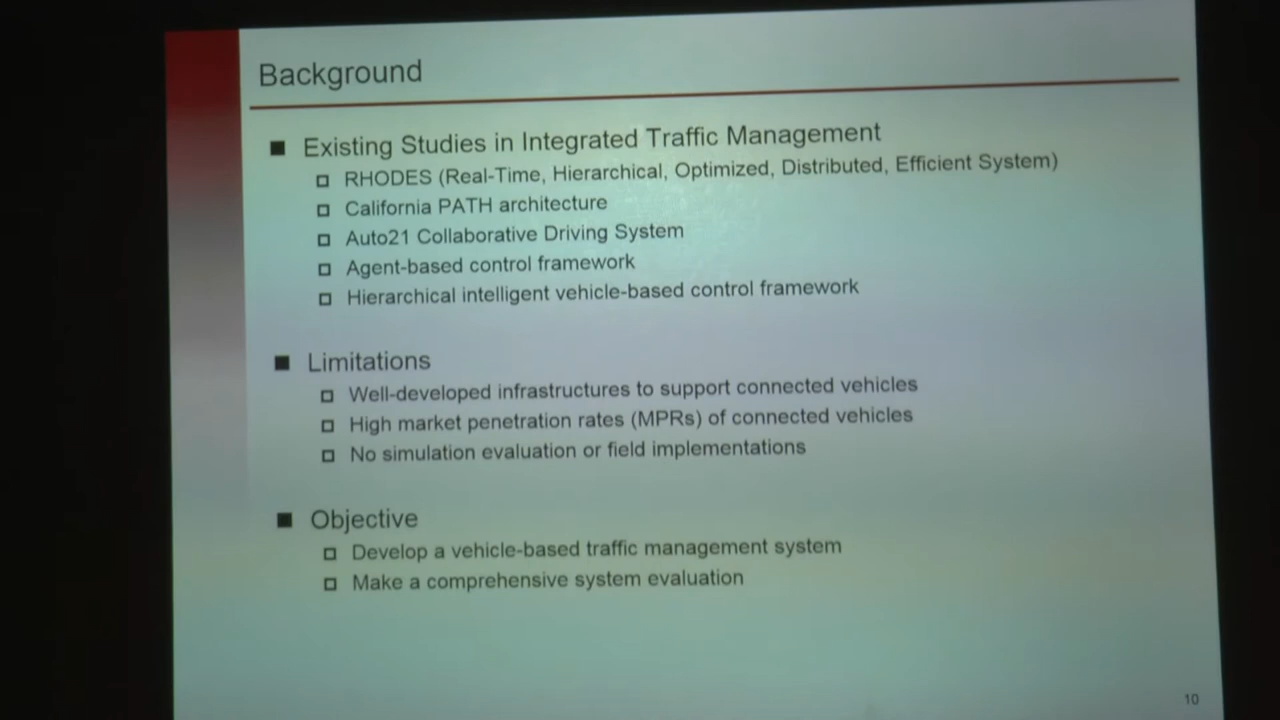 Background
Existing Studies in Integrated Traffic Management
RHODES (Real-Time, Hierarchical, Optimized, Distributed, Efficient System)
California PATH architecture
Auto21 Collaborative Driving System
Agent-based control framework
Hierarchical intelligent vehicle-based control framework
Limitations
Well-developed infrastructures to support connected vehicles
High market penetration rates (MPRs) of connected vehicles
No simulation evaluation or field implementations
Objective
Develop a vehicle-based traffic management system
Make a comprehensive system evaluation
10